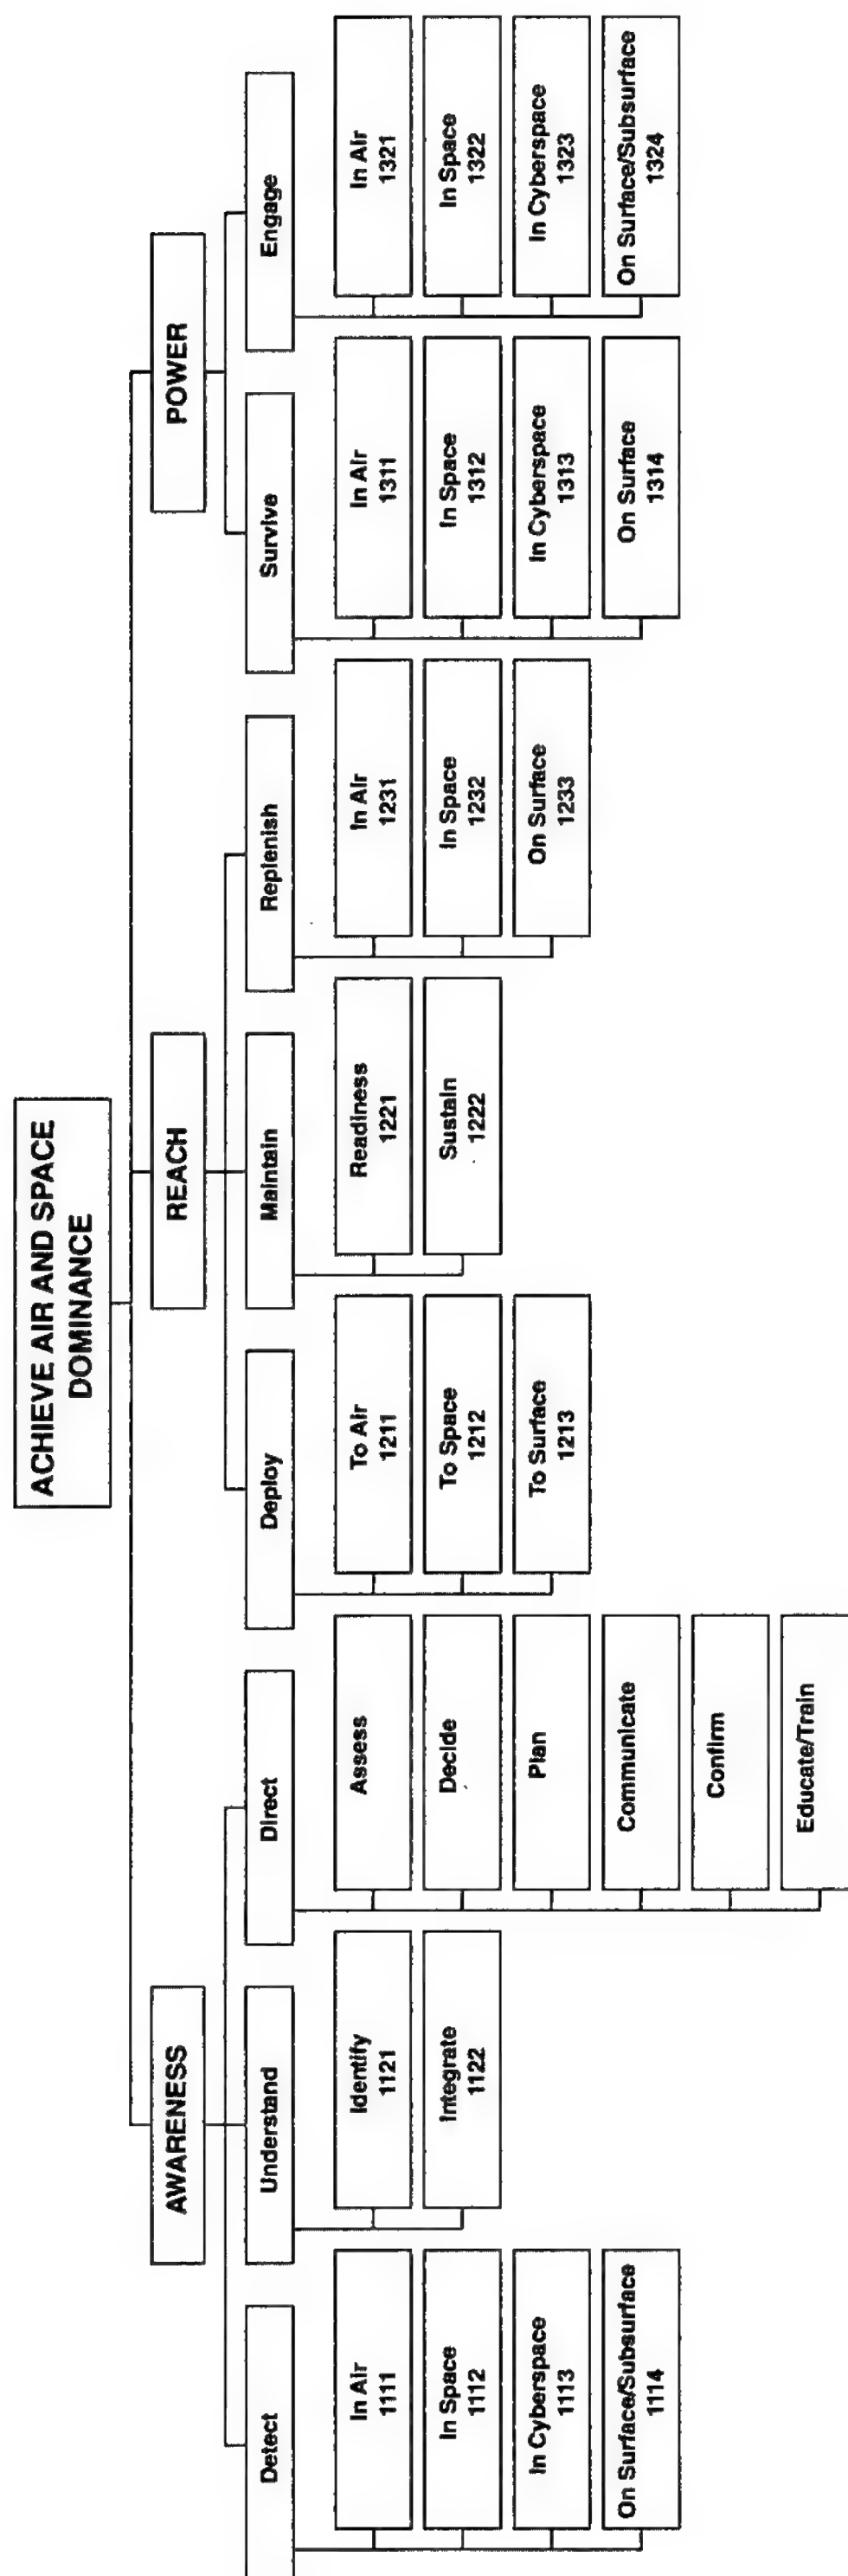 ACHIEVE AIR AND SPACE
DOMINANCE
AWARENESS
REACH
POWER
Detect
Understand
Direct
Deploy
Maintain
Replenish
Survive
Engage
In Air
1111
In Space
1112
In Cyberspace
1113
On Surface/Subsurface
1114
Identify
1121
Integrate
1122
Assess
Decide
Plan
Communicate
Confirm
Educate/Train
To Air
1211
To Space
1212
To Surface
1213
Readiness
1221
Sustain
1222
In Air
1231
In Space
1232
On Surface
1233
In Air
1311
In Space
1312
In Cyberspace
1313
On Surface
1314
In Air
1321
In Space
1322
In Cyberspace
1323
On Surface/Subsurface
1324